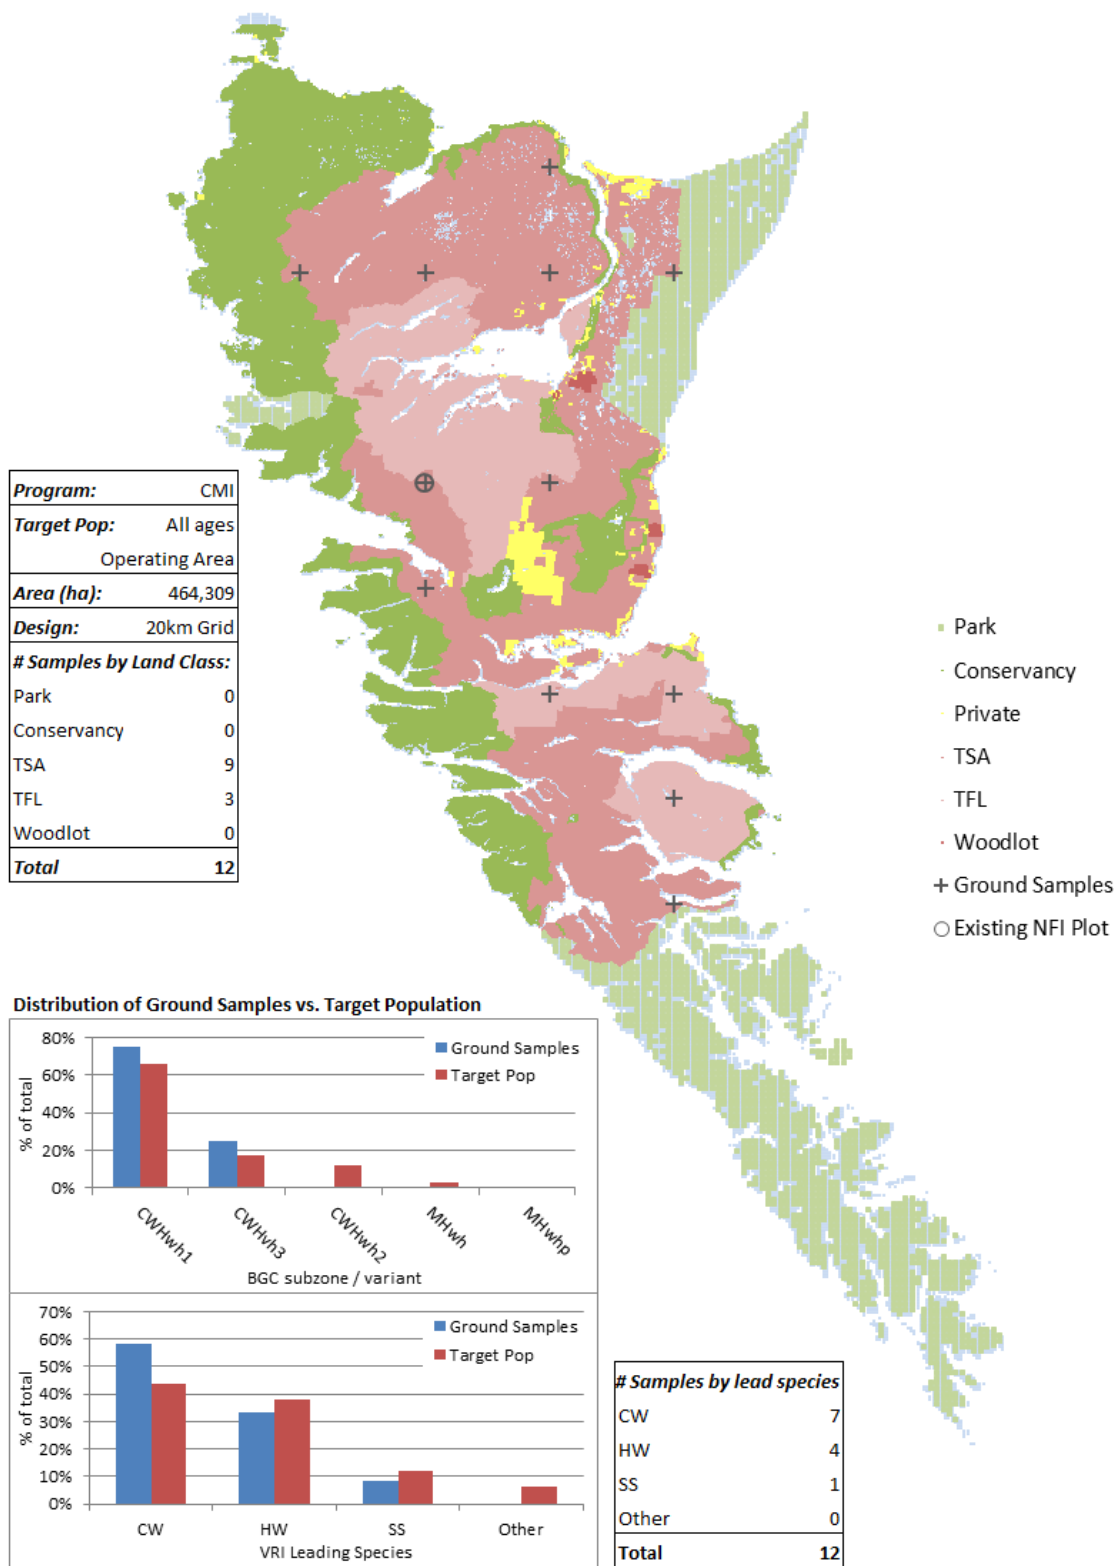 Program: CMI
Target Pop: All ages
Operating Area
Area (ha): 464,309
Design: 20km Grid
# Samples by Land Class:
Park 0
Conservancy 0
TSA 9
TFL 3
Woodlot 0
Total 12
Park
Conservancy
Private
TSA
TFL
Woodlot
Ground Samples
Existing NFI Plot
Distribution of Ground Samples vs. Target Population
80%
60%
40%
20%
0%
% of total
Ground Samples
Target Pop
CWHwh1
CWHvh3
CWHwh2
MHwh
MHwhp
BGC subzone / variant
70%
60%
50%
40%
30%
20%
10%
0%
% of total
Ground Samples
Target Pop
CW HW SS Other
VRI Leading Species
# Samples by lead species
CW 7
HW 4
SS 1
Other 0
Total 12